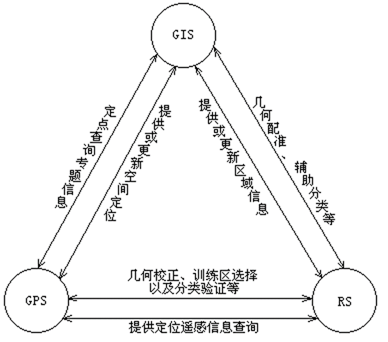 GIS
定点查询专题信息
提供或更新空间定位
提供或更新区域信息
几何配准、辅助分类等
GPS
几何校正、训练区选择
以及分类验证等
RS
提供定位遥感信息查询